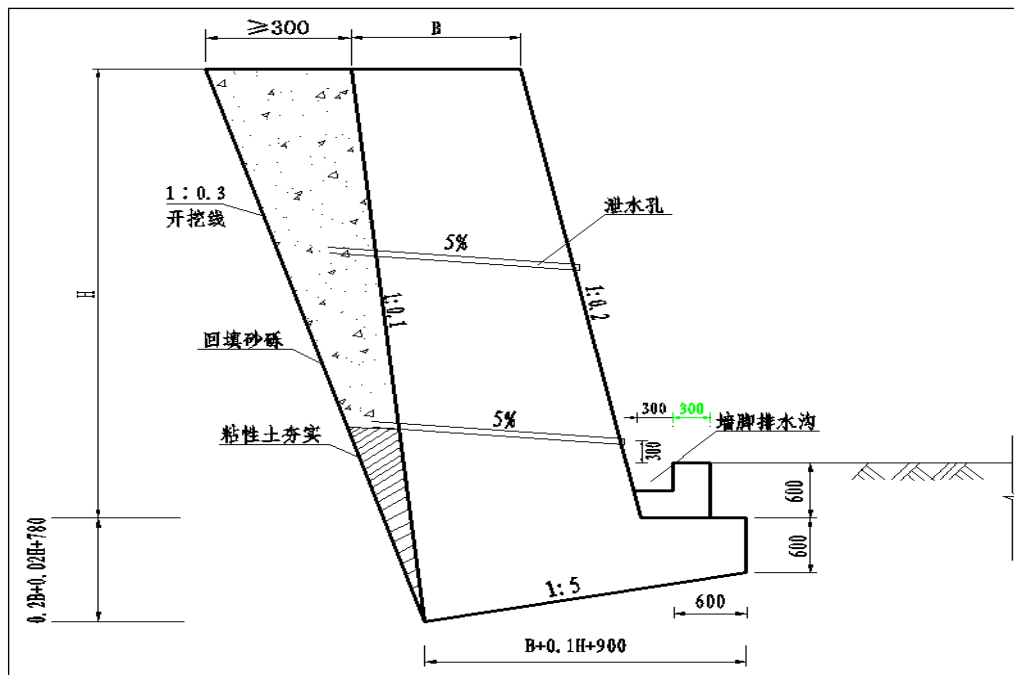 ≥300
B
1：0.3
开挖线
泄水孔
5%
H
1:0.1
1:0.2
回填砂砾
300
300
墙脚排水沟
5%
粘性土夯实
300
600
0.2B+0.02H+780
600
1:5
600
B+0.1H+900